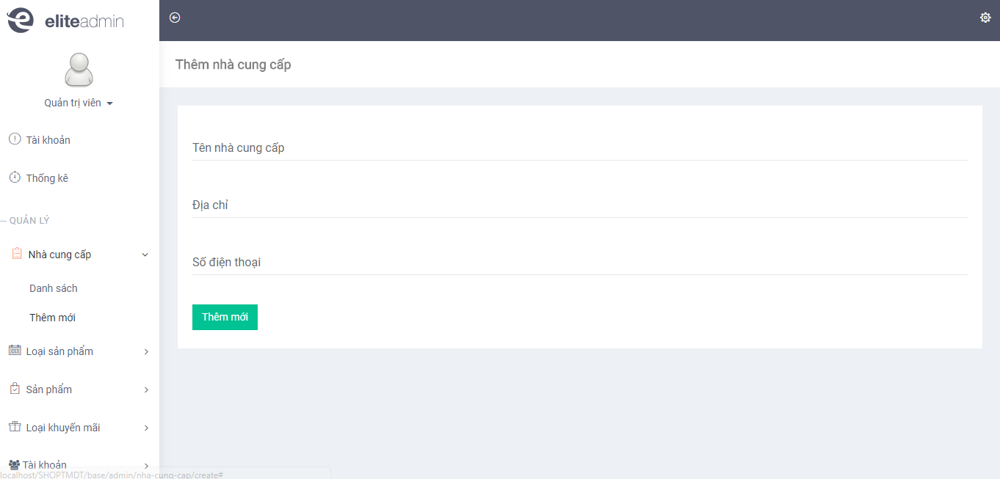 eliteadmin
Thêm nhà cung cấp
Quản trị viên
Tài khoản
Thống kê
– QUẢN LÝ
Nhà cung cấp
Danh sách
Thêm mới
Loại sản phẩm
Sản phẩm
Loại khuyến mãi
Tài khoản
Tên nhà cung cấp
Địa chỉ
Số điện thoại
Thêm mới
localhost/SHOPTMDT/base/admin/nha-cung-cap/create#